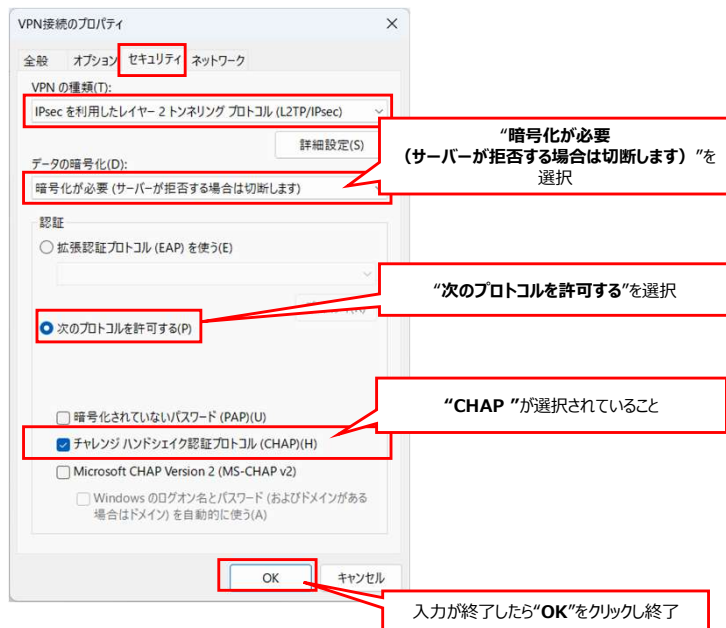 VPN接続のプロパティ
全般 オプション セキュリティ ネットワーク
VPN の種類(T):
IPsec を利用したレイヤー 2 トンネリング プロトコル (L2TP/IPsec)
詳細設定(S)
“暗号化が必要
(サーバーが拒否する場合は切断します) ”を
選択
データの暗号化(D):
暗号化が必要 (サーバーが拒否する場合は切断します)
認証
拡張認証プロトコル (EAP) を使う(E)
“次のプロトコルを許可する”を選択
次のプロトコルを許可する(P)
“CHAP ”が選択されていること
暗号化されていないパスワード (PAP)(U)
チャレンジ ハンドシェイク認証プロトコル (CHAP)(H)
Microsoft CHAP Version 2 (MS-CHAP v2)
Windows のログオン名とパスワード (およびドメインがある
場合はドメイン) を自動的に使う(A)
OK キャンセル
入力が終了したら“OK”をクリックし終了